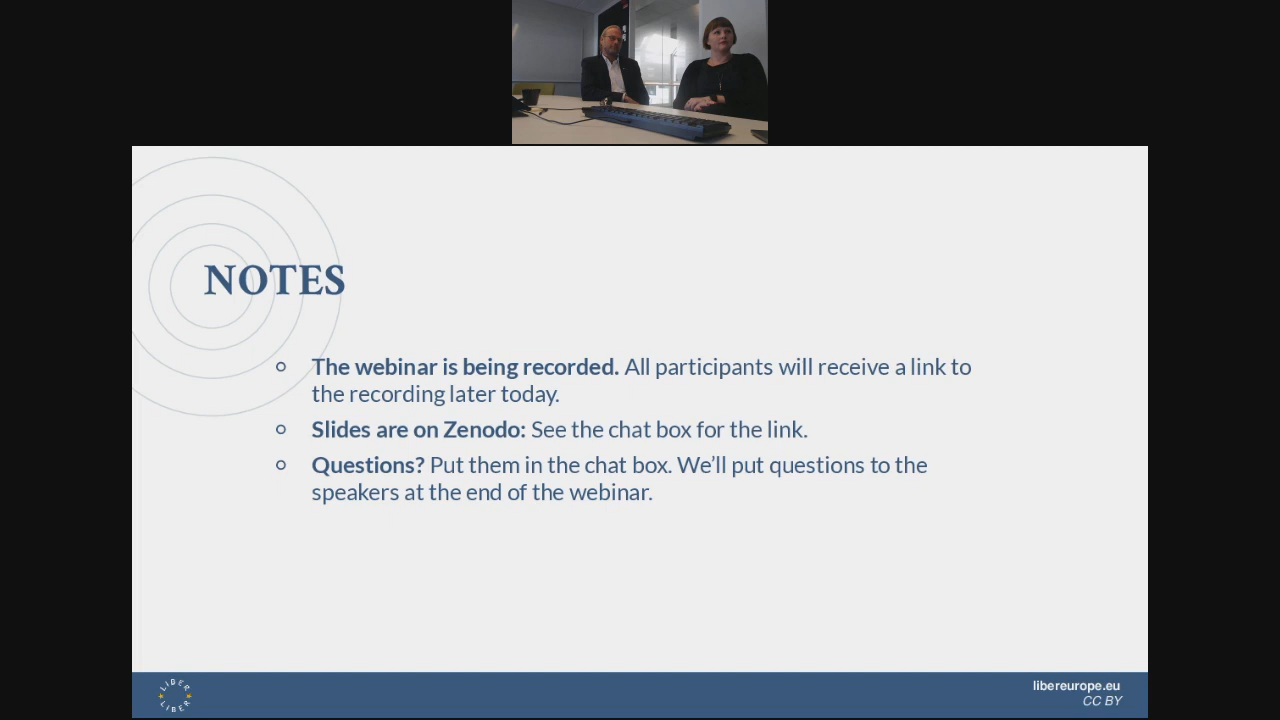 NOTES
The webinar is being recorded. All participants will receive a link to
the recording later today.
Slides are on Zenodo: See the chat box for the link.
Questions? Put them in the chat box. We’ll put questions to the
speakers at the end of the webinar.
LIBER
LIBER
libereurope.eu
CC BY